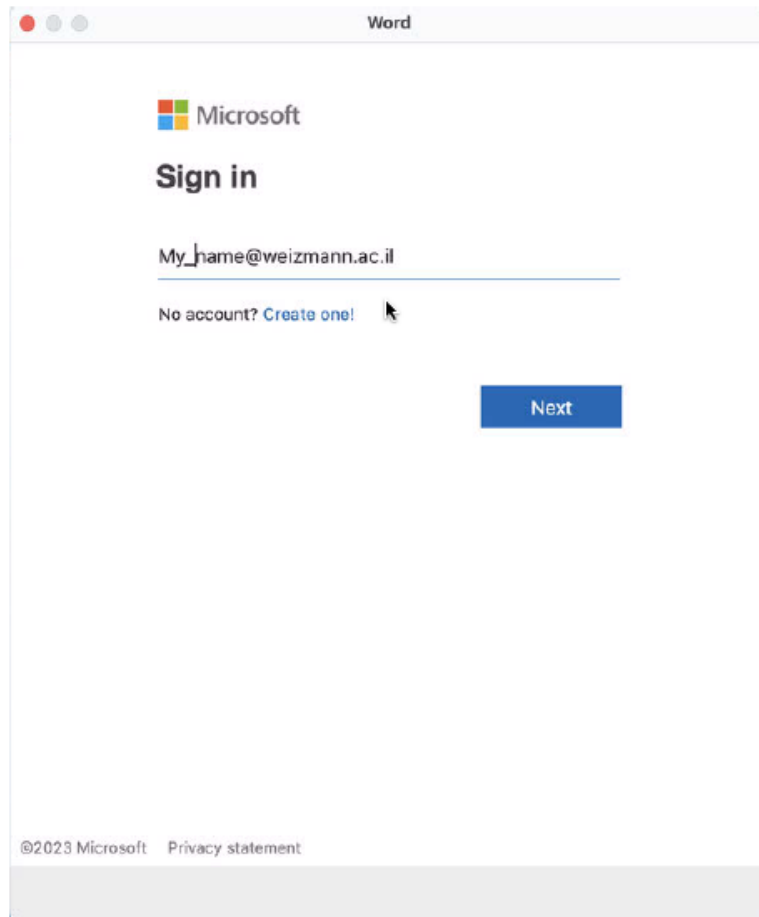 Word
Microsoft
Sign in
My_name@weizmann.ac.il
No account? Create one!
Next
©2023 Microsoft Privacy statement